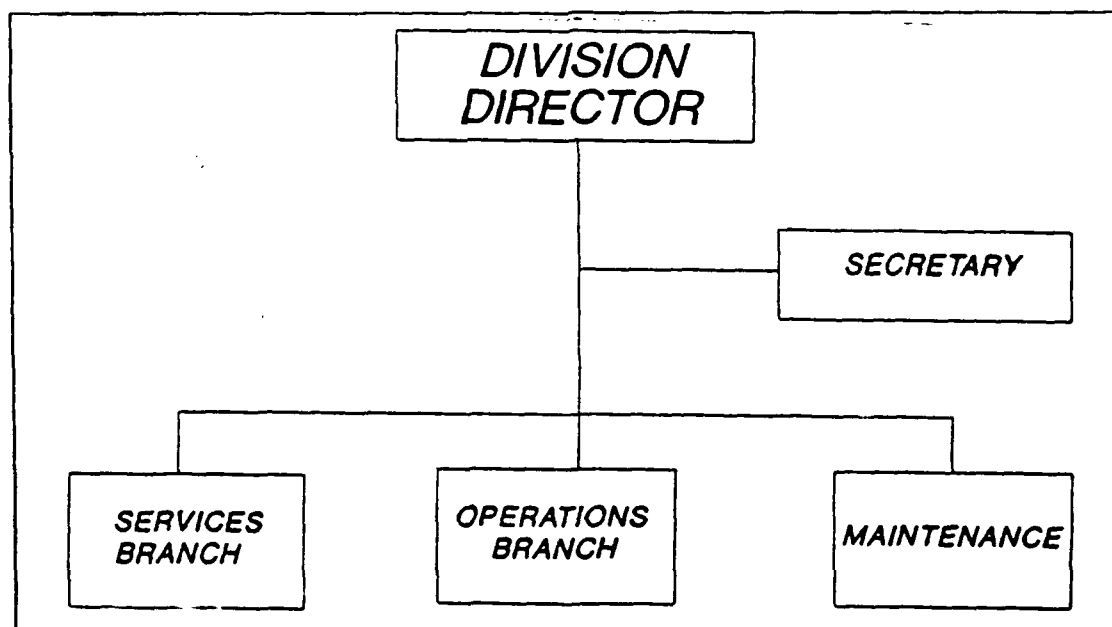 DIVISION
DIRECTOR
SECRETARY
SERVICES
BRANCH
OPERATIONS
BRANCH
MAINTENANCE